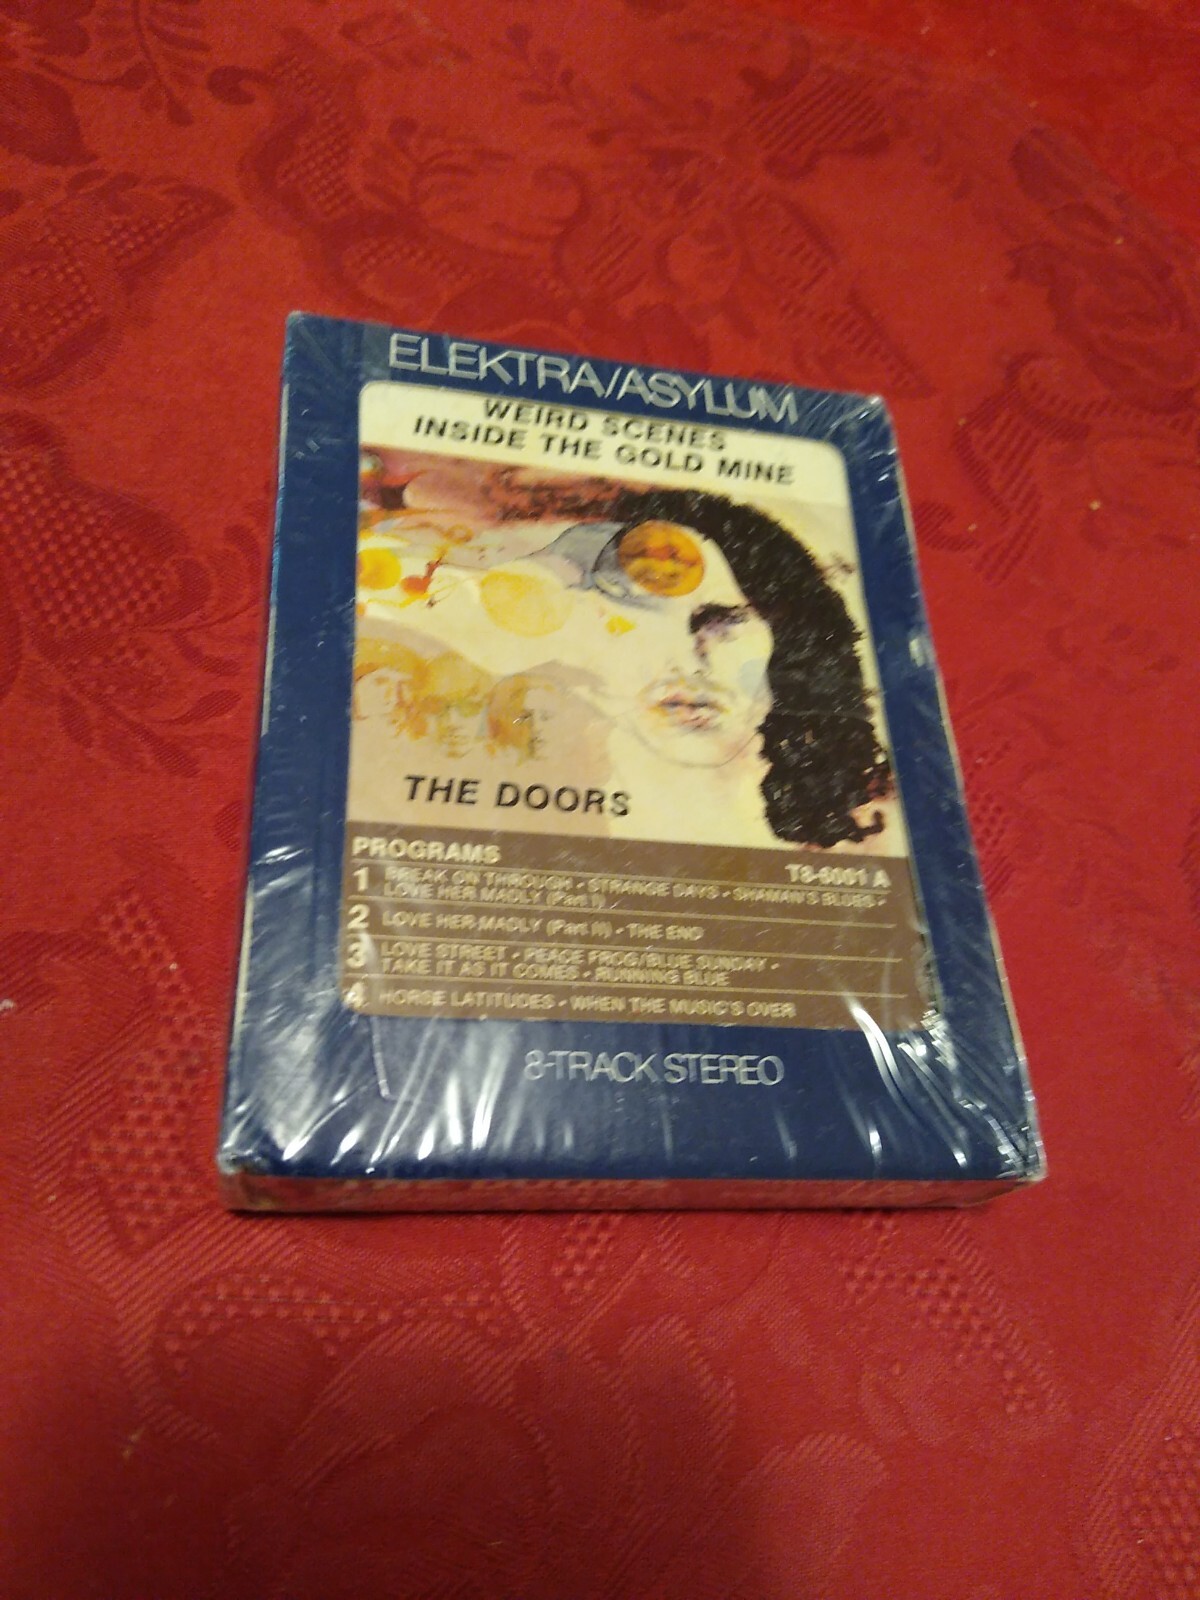 ELEKTRA/ASYLUM
WEIRD SCENES
INSIDE THE GOLD MINE
THE DOORS
PROGRAMS
T8-6001 A
1 BREAK ON THROUGH • STRANGE DAYS • SHAMAN'S BLUES •
LOVE HER MADLY (Part I)
2 LOVE HER MADLY (Part II) • THE END
3 LOVE STREET • PEACE FROG/BLUE SUNDAY •
TAKE IT AS IT COMES • RUNNING BLUE
4 HORSE LATITUDES • WHEN THE MUSIC'S OVER
8-TRACK STEREO